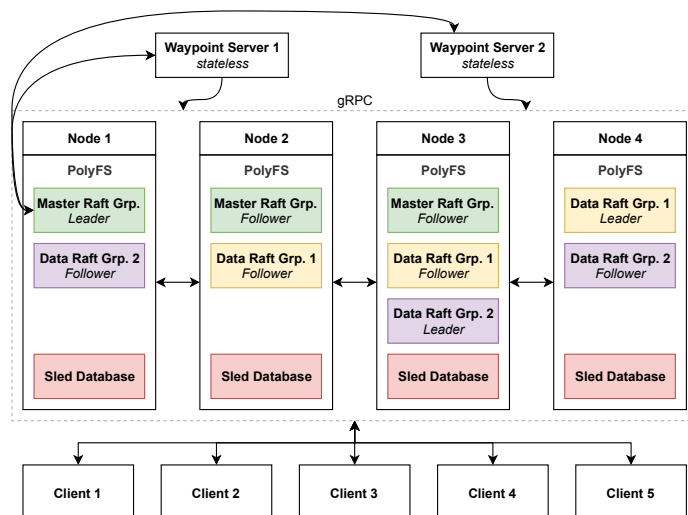 Waypoint Server 1
stateless
Waypoint Server 2
stateless
gRPC
Node 1
PolyFS
Master Raft Grp.
Leader
Data Raft Grp. 2
Follower
Sled Database
Node 2
PolyFS
Master Raft Grp.
Follower
Data Raft Grp. 1
Follower
Sled Database
Node 3
PolyFS
Master Raft Grp.
Follower
Data Raft Grp. 1
Follower
Data Raft Grp. 2
Leader
Sled Database
Node 4
PolyFS
Data Raft Grp. 1
Leader
Data Raft Grp. 2
Follower
Sled Database
Client 1
Client 2
Client 3
Client 4
Client 5